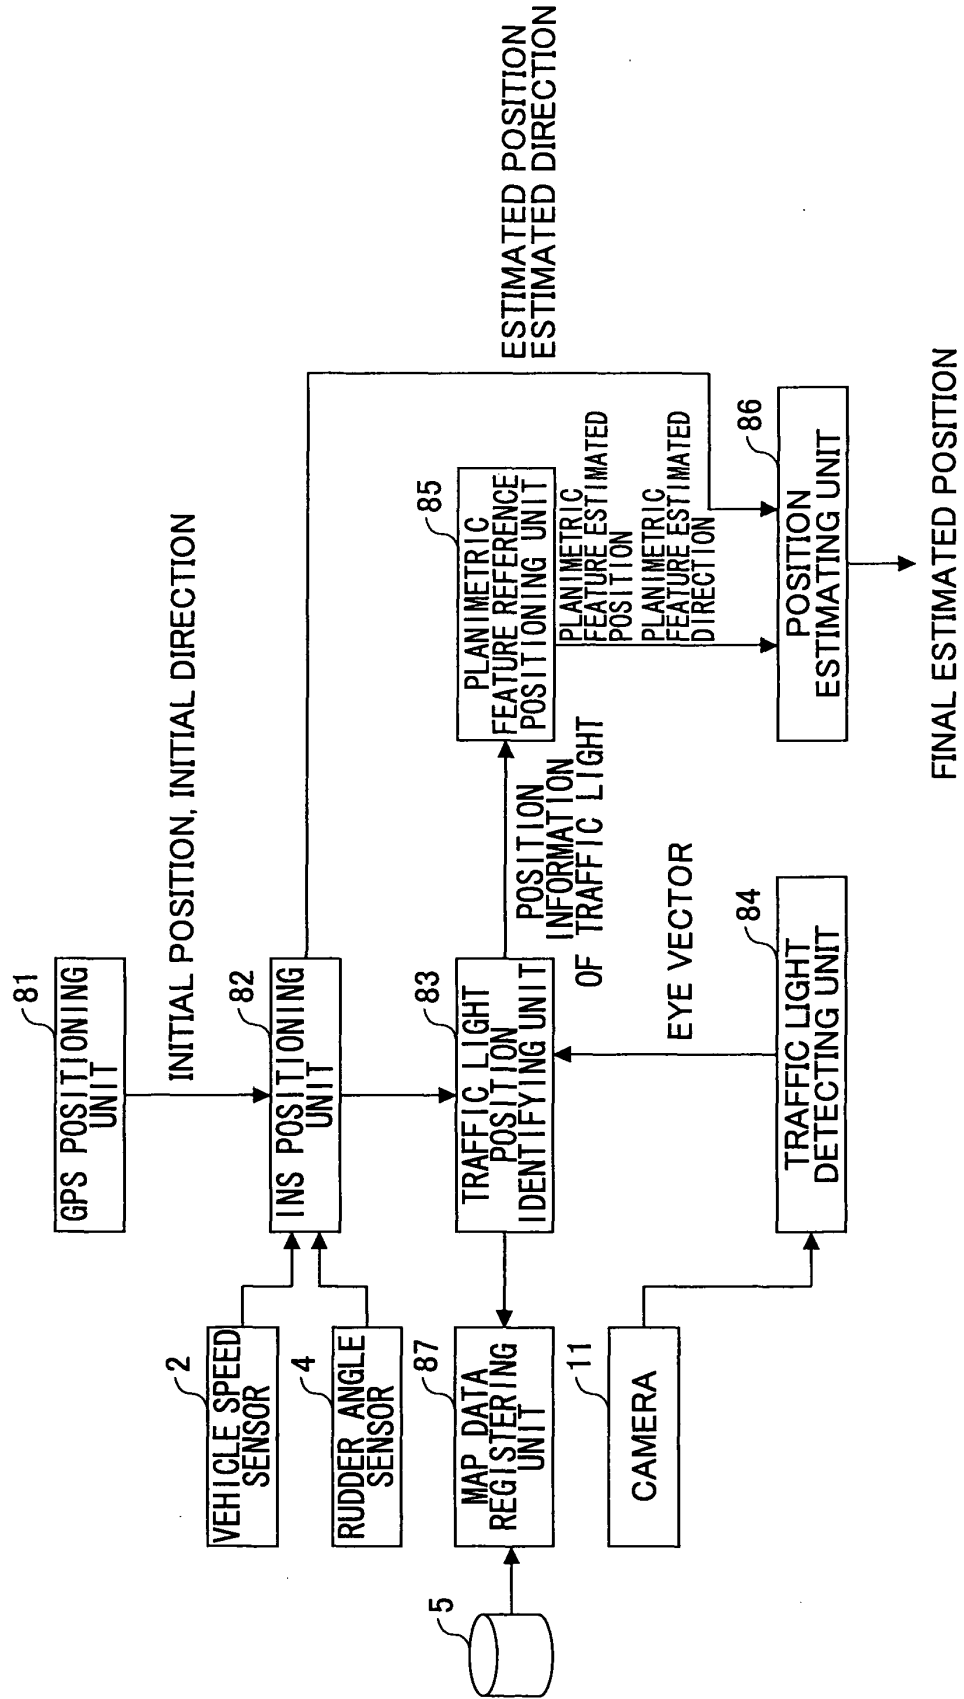 81
GPS POSITIONING
UNIT
INITIAL POSITION, INITIAL DIRECTION
2
VEHICLE SPEED
SENSOR
82
INS POSITIONING
UNIT
4
RUDDER ANGLE
SENSOR
ESTIMATED POSITION
ESTIMATED DIRECTION
5
87
MAP DATA
REGISTERING
UNIT
83
TRAFFIC LIGHT
POSITION
IDENTIFYING UNIT
POSITION
INFORMATION
OF TRAFFIC LIGHT
85
PLANIMETRIC
FEATURE REFERENCE
POSITIONING UNIT
PLANIMETRIC
FEATURE ESTIMATED
POSITION
PLANIMETRIC
FEATURE ESTIMATED
DIRECTION
EYE VECTOR
11
CAMERA
84
TRAFFIC LIGHT
DETECTING UNIT
86
POSITION
ESTIMATING UNIT
FINAL ESTIMATED POSITION